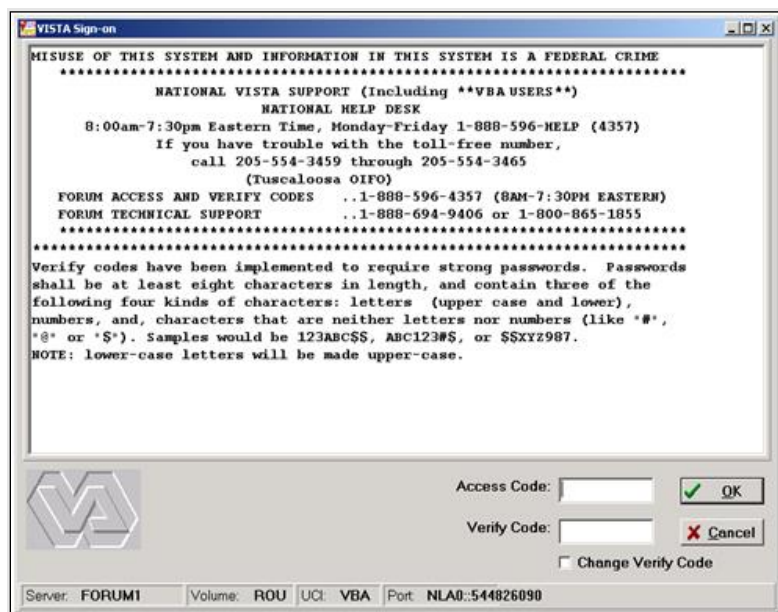 VISTA Sign-on
MISUSE OF THIS SYSTEM AND INFORMATION IN THIS SYSTEM IS A FEDERAL CRIME
***********************************************************************
NATIONAL VISTA SUPPORT (Including **VBA USERS**)
NATIONAL HELP DESK
8:00am-7:30pm Eastern Time, Monday-Friday 1-888-596-HELP (4357)
If you have trouble with the toll-free number,
call 205-554-3459 through 205-554-3465
(Tuscaloosa OIFO)
FORUM ACCESS AND VERIFY CODES ..1-888-596-4357 (8AM-7:30PM EASTERN)
FORUM TECHNICAL SUPPORT ..1-888-694-9406 or 1-800-865-1855
***********************************************************************
**************************************************************************
Verify codes have been implemented to require strong passwords. Passwords
shall be at least eight characters in length, and contain three of the
following four kinds of characters: letters (upper case and lower),
numbers, and, characters that are neither letters nor numbers (like "#",
"@" or "$"). Samples would be 123ABC$$, ABC123#$, or $$XYZ987.
NOTE: lower-case letters will be made upper-case.
VA
Access Code:
OK
Verify Code:
Cancel
Change Verify Code
Server: FORUM1 Volume: ROU UCI: VBA Port: NLA0::544826090